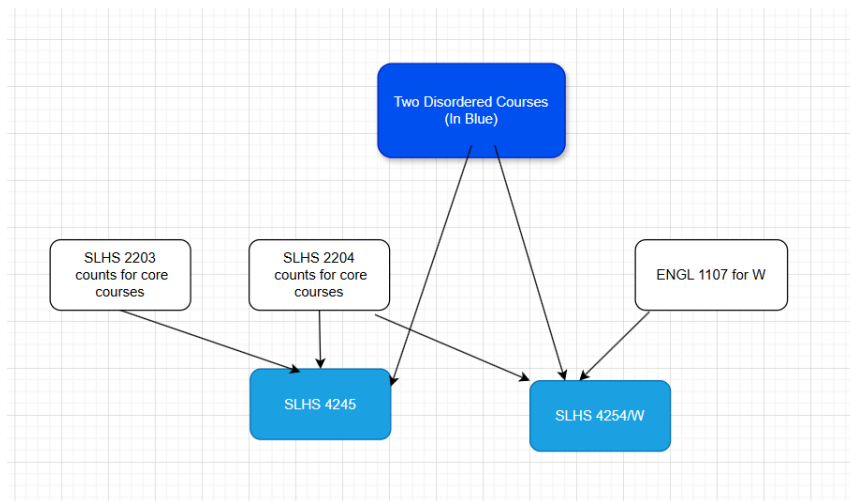 Two Disordered Courses
(In Blue)
SLHS 2203
counts for core
courses
SLHS 2204
counts for core
courses
ENGL 1107 for W
SLHS 4245
SLHS 4254/W